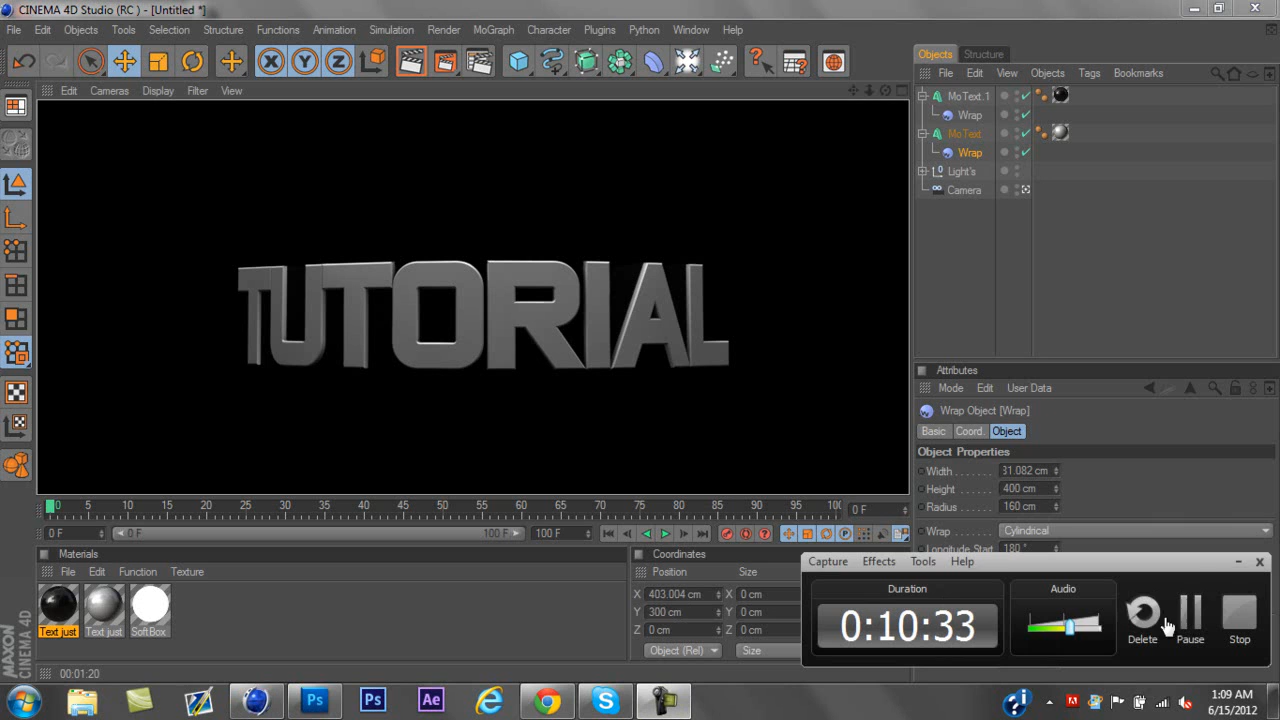 CINEMA 4D Studio (RC ) - [Untitled *]
File Edit Objects Tools Selection Structure Functions Animation Simulation Render MoGraph Character Plugins Python Window Help
X Y Z
Objects Structure
File Edit View Objects Tags Bookmarks
Edit Cameras Display Filter View
MoText.1
Wrap
MoText
Wrap
Light's
Camera
TUTORIAL
Attributes
Mode Edit User Data
Wrap Object [Wrap]
Basic Coord. Object
Object Properties
Width 31.082 cm
Height 400 cm
Radius 160 cm
Wrap Cylindrical
Longitude Start 180 °
0 5 10 15 20 25 30 35 40 45 50 55 60 65 70 75 80 85 90 95 10( 0 F
0 F 0 F 100 F 100 F
Materials
File Edit Function Texture
Text just Text just SoftBox
Coordinates
Position Size
X 403.004 cm 0 cm
Y 300 cm 0 cm
Z 0 cm 0 cm
Object (Rel) Size
Capture Effects Tools Help
Duration Audio
0:10:33
Delete Pause Stop
MAXON CINEMA 4D
00:01:20
Ps Ps Ae
1:09 AM
6/15/2012